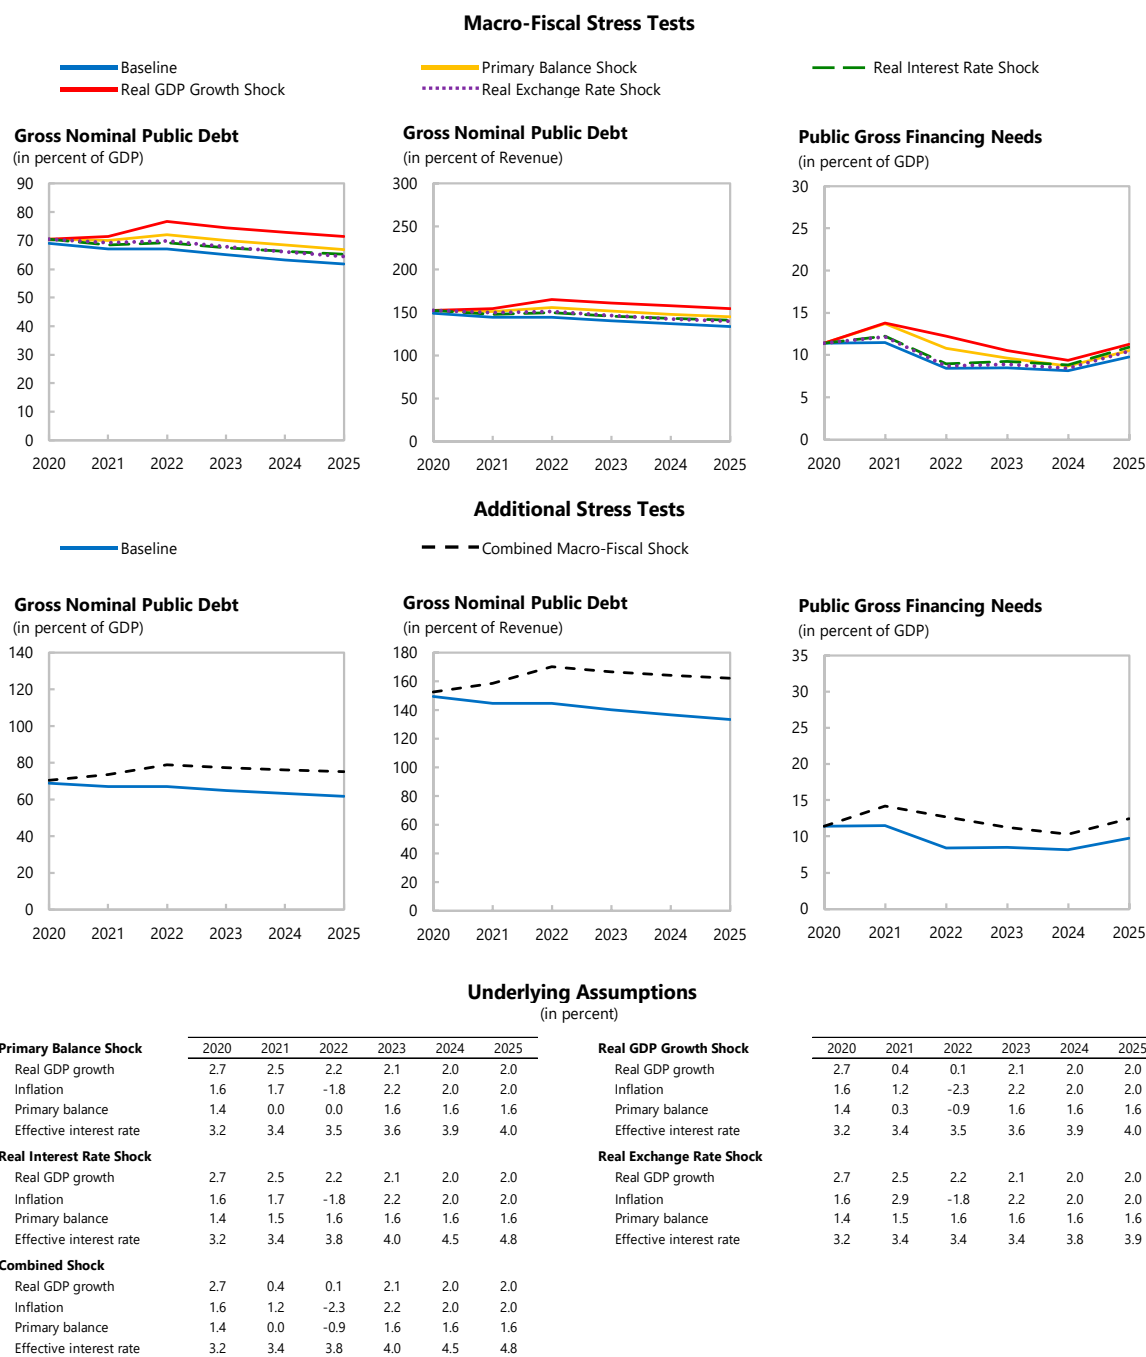 Macro-Fiscal Stress Tests
Baseline Primary Balance Shock Real Interest Rate Shock
Real GDP Growth Shock Real Exchange Rate Shock
Gross Nominal Public Debt
(in percent of GDP)
90
80
70
60
50
40
30
20
10
0
2020 2021 2022 2023 2024 2025
Gross Nominal Public Debt
(in percent of Revenue)
300
250
200
150
100
50
0
2020 2021 2022 2023 2024 2025
Public Gross Financing Needs
(in percent of GDP)
30
25
20
15
10
5
0
2020 2021 2022 2023 2024 2025
Additional Stress Tests
Baseline Combined Macro-Fiscal Shock
Gross Nominal Public Debt
(in percent of GDP)
140
120
100
80
60
40
20
0
2020 2021 2022 2023 2024 2025
Gross Nominal Public Debt
(in percent of Revenue)
180
160
140
120
100
80
60
40
20
0
2020 2021 2022 2023 2024 2025
Public Gross Financing Needs
(in percent of GDP)
35
30
25
20
15
10
5
0
2020 2021 2022 2023 2024 2025
Underlying Assumptions
(in percent)
Primary Balance Shock 2020 2021 2022 2023 2024 2025
Real GDP growth 2.7 2.5 2.2 2.1 2.0 2.0
Inflation 1.6 1.7 -1.8 2.2 2.0 2.0
Primary balance 1.4 0.0 0.0 1.6 1.6 1.6
Effective interest rate 3.2 3.4 3.5 3.6 3.9 4.0
Real Interest Rate Shock
Real GDP growth 2.7 2.5 2.2 2.1 2.0 2.0
Inflation 1.6 1.7 -1.8 2.2 2.0 2.0
Primary balance 1.4 1.5 1.6 1.6 1.6 1.6
Effective interest rate 3.2 3.4 3.8 4.0 4.5 4.8
Combined Shock
Real GDP growth 2.7 0.4 0.1 2.1 2.0 2.0
Inflation 1.6 1.2 -2.3 2.2 2.0 2.0
Primary balance 1.4 0.0 -0.9 1.6 1.6 1.6
Effective interest rate 3.2 3.4 3.8 4.0 4.5 4.8
Real GDP Growth Shock 2020 2021 2022 2023 2024 2025
Real GDP growth 2.7 0.4 0.1 2.1 2.0 2.0
Inflation 1.6 1.2 -2.3 2.2 2.0 2.0
Primary balance 1.4 0.3 -0.9 1.6 1.6 1.6
Effective interest rate 3.2 3.4 3.5 3.6 3.9 4.0
Real Exchange Rate Shock
Real GDP growth 2.7 2.5 2.2 2.1 2.0 2.0
Inflation 1.6 2.9 -1.8 2.2 2.0 2.0
Primary balance 1.4 1.5 1.6 1.6 1.6 1.6
Effective interest rate 3.2 3.4 3.4 3.4 3.8 3.9